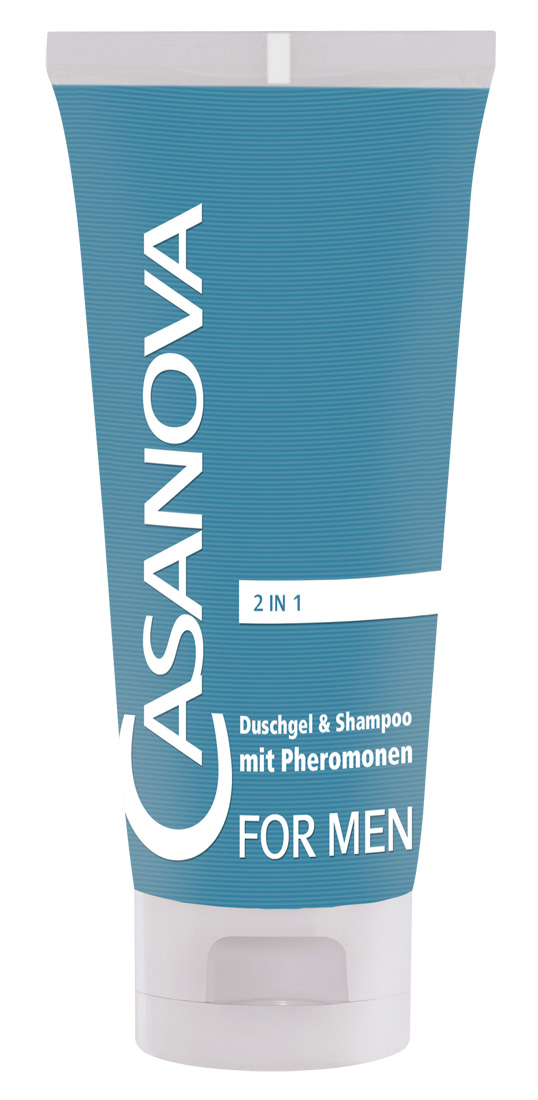 CASANOVA
2 IN 1
Duschgel & Shampoo
mit Pheromonen
FOR MEN